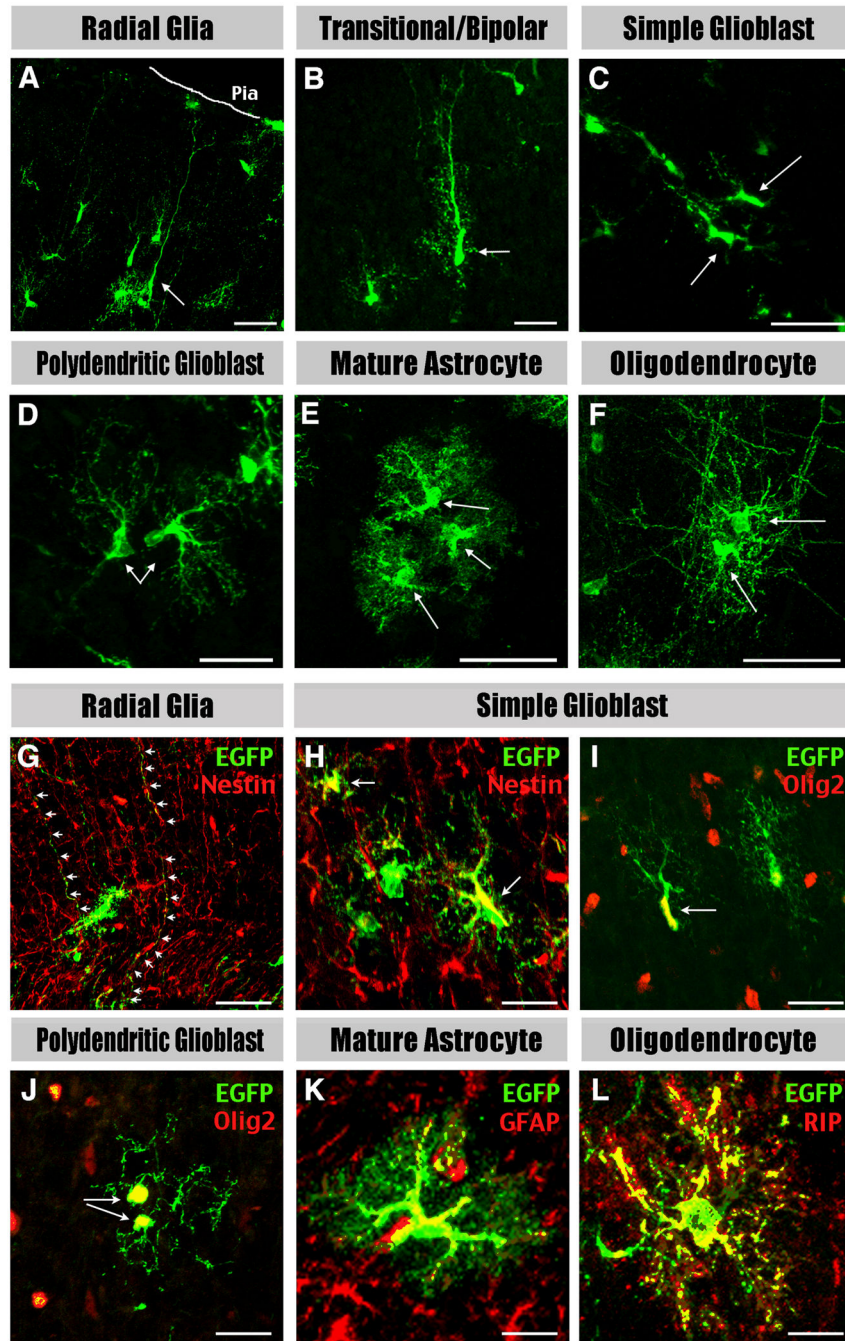 Radial Glia
Transitional/Bipolar
Simple Glioblast
A
Pia
B
C
Polydendritic Glioblast
Mature Astrocyte
Oligodendrocyte
D
E
F
Radial Glia
Simple Glioblast
G
EGFP
Nestin
H
EGFP
Nestin
I
EGFP
Olig2
Polydendritic Glioblast
Mature Astrocyte
Oligodendrocyte
J
EGFP
Olig2
K
EGFP
GFAP
L
EGFP
RIP